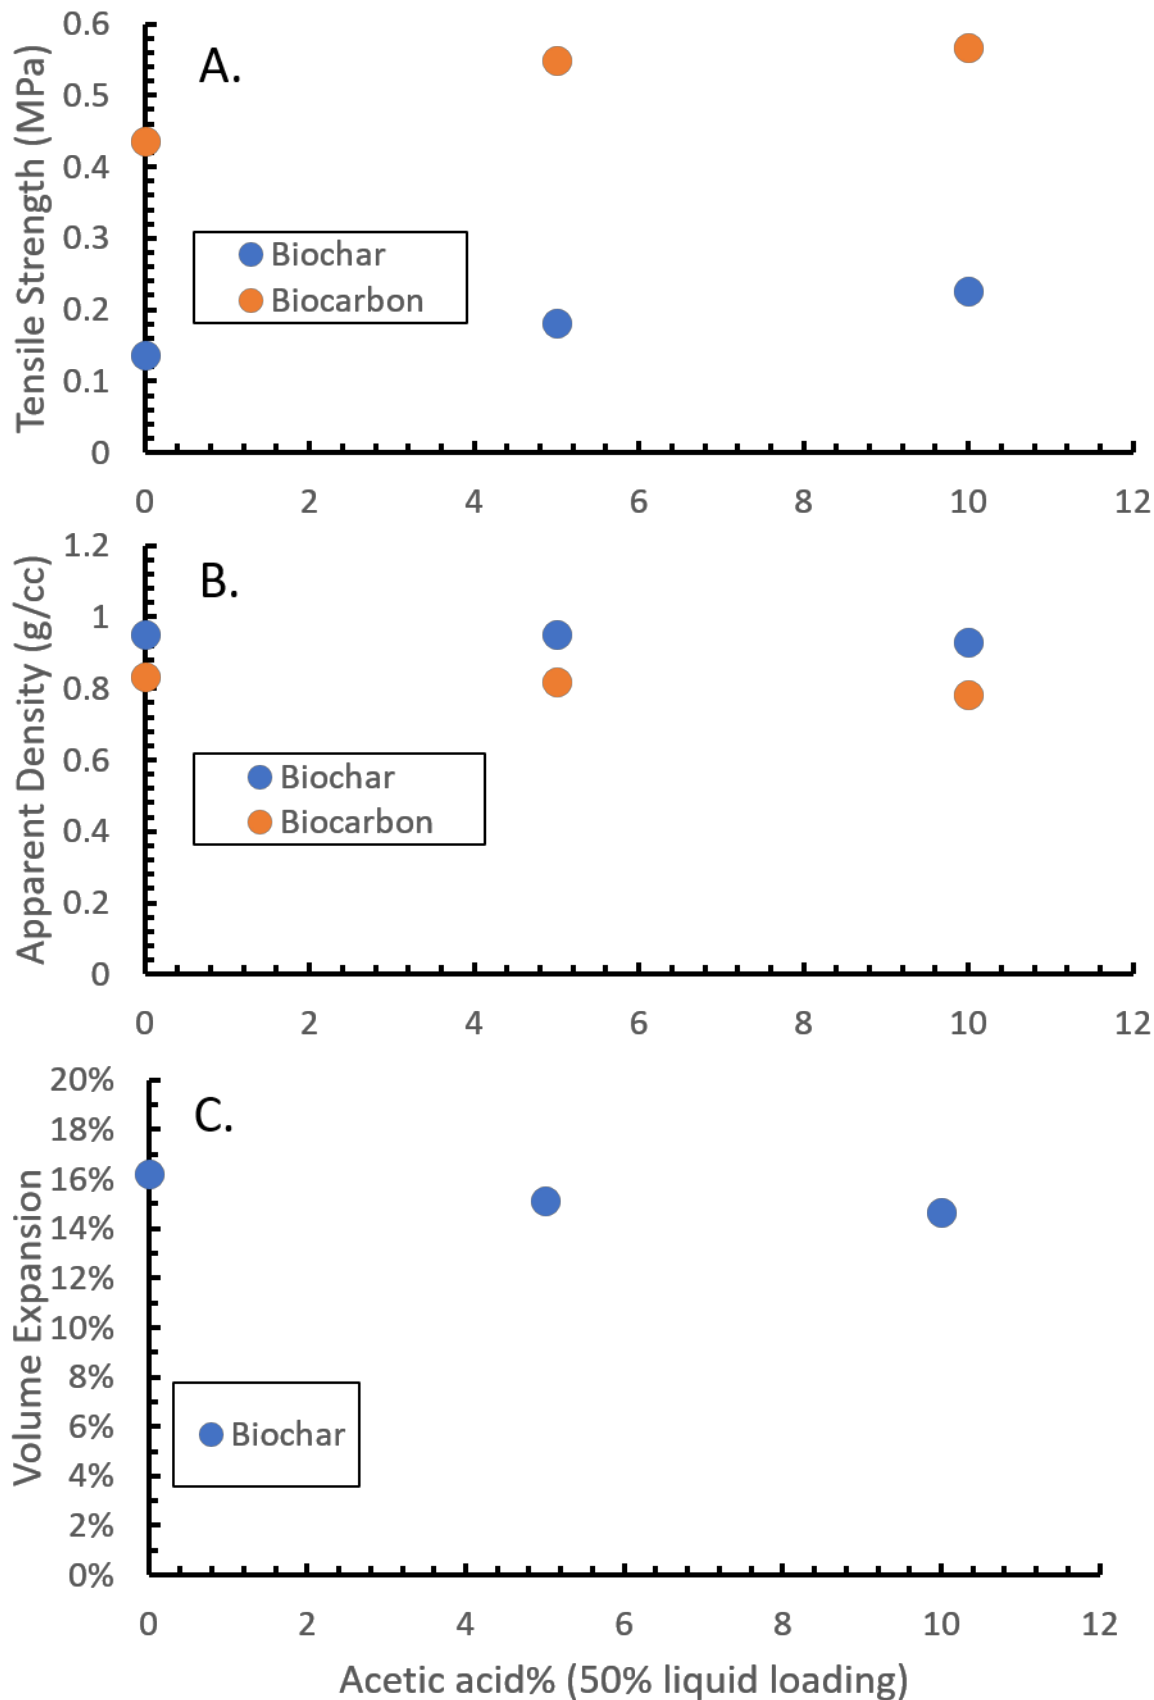 A.
Tensile Strength (MPa)
0.6
0.5
0.4
0.3
0.2
0.1
0
Biochar
Biocarbon
0 2 4 6 8 10 12
B.
Apparent Density (g/cc)
1.2
1
0.8
0.6
0.4
0.2
0
Biochar
Biocarbon
0 2 4 6 8 10 12
C.
Volume Expansion
20%
18%
16%
14%
12%
10%
8%
6%
4%
2%
0%
Biochar
0 2 4 6 8 10 12
Acetic acid% (50% liquid loading)